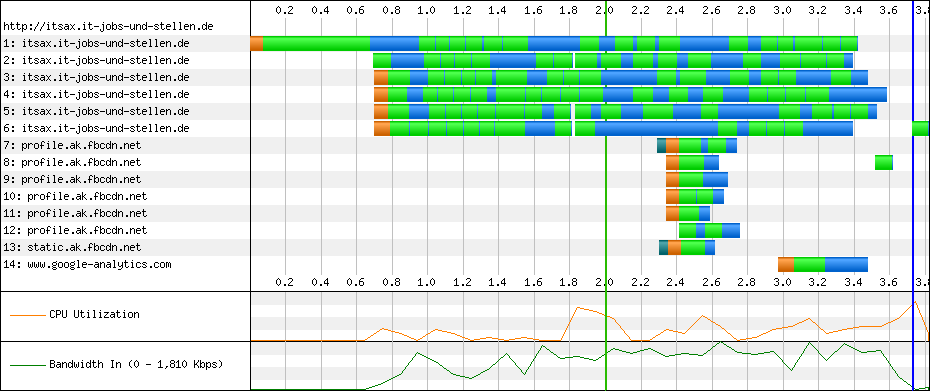 0.2 0.4 0.6 0.8 1.0 1.2 1.4 1.6 1.8 2.0 2.2 2.4 2.6 2.8 3.0 3.2 3.4 3.6 3.8
http://itsax.it-jobs-und-stellen.de
1: itsax.it-jobs-und-stellen.de
2: itsax.it-jobs-und-stellen.de
3: itsax.it-jobs-und-stellen.de
4: itsax.it-jobs-und-stellen.de
5: itsax.it-jobs-und-stellen.de
6: itsax.it-jobs-und-stellen.de
7: profile.ak.fbcdn.net
8: profile.ak.fbcdn.net
9: profile.ak.fbcdn.net
10: profile.ak.fbcdn.net
11: profile.ak.fbcdn.net
12: profile.ak.fbcdn.net
13: static.ak.fbcdn.net
14: www.google-analytics.com
0.2 0.4 0.6 0.8 1.0 1.2 1.4 1.6 1.8 2.0 2.2 2.4 2.6 2.8 3.0 3.2 3.4 3.6 3.8
CPU Utilization
Bandwidth In (0 - 1,810 Kbps)